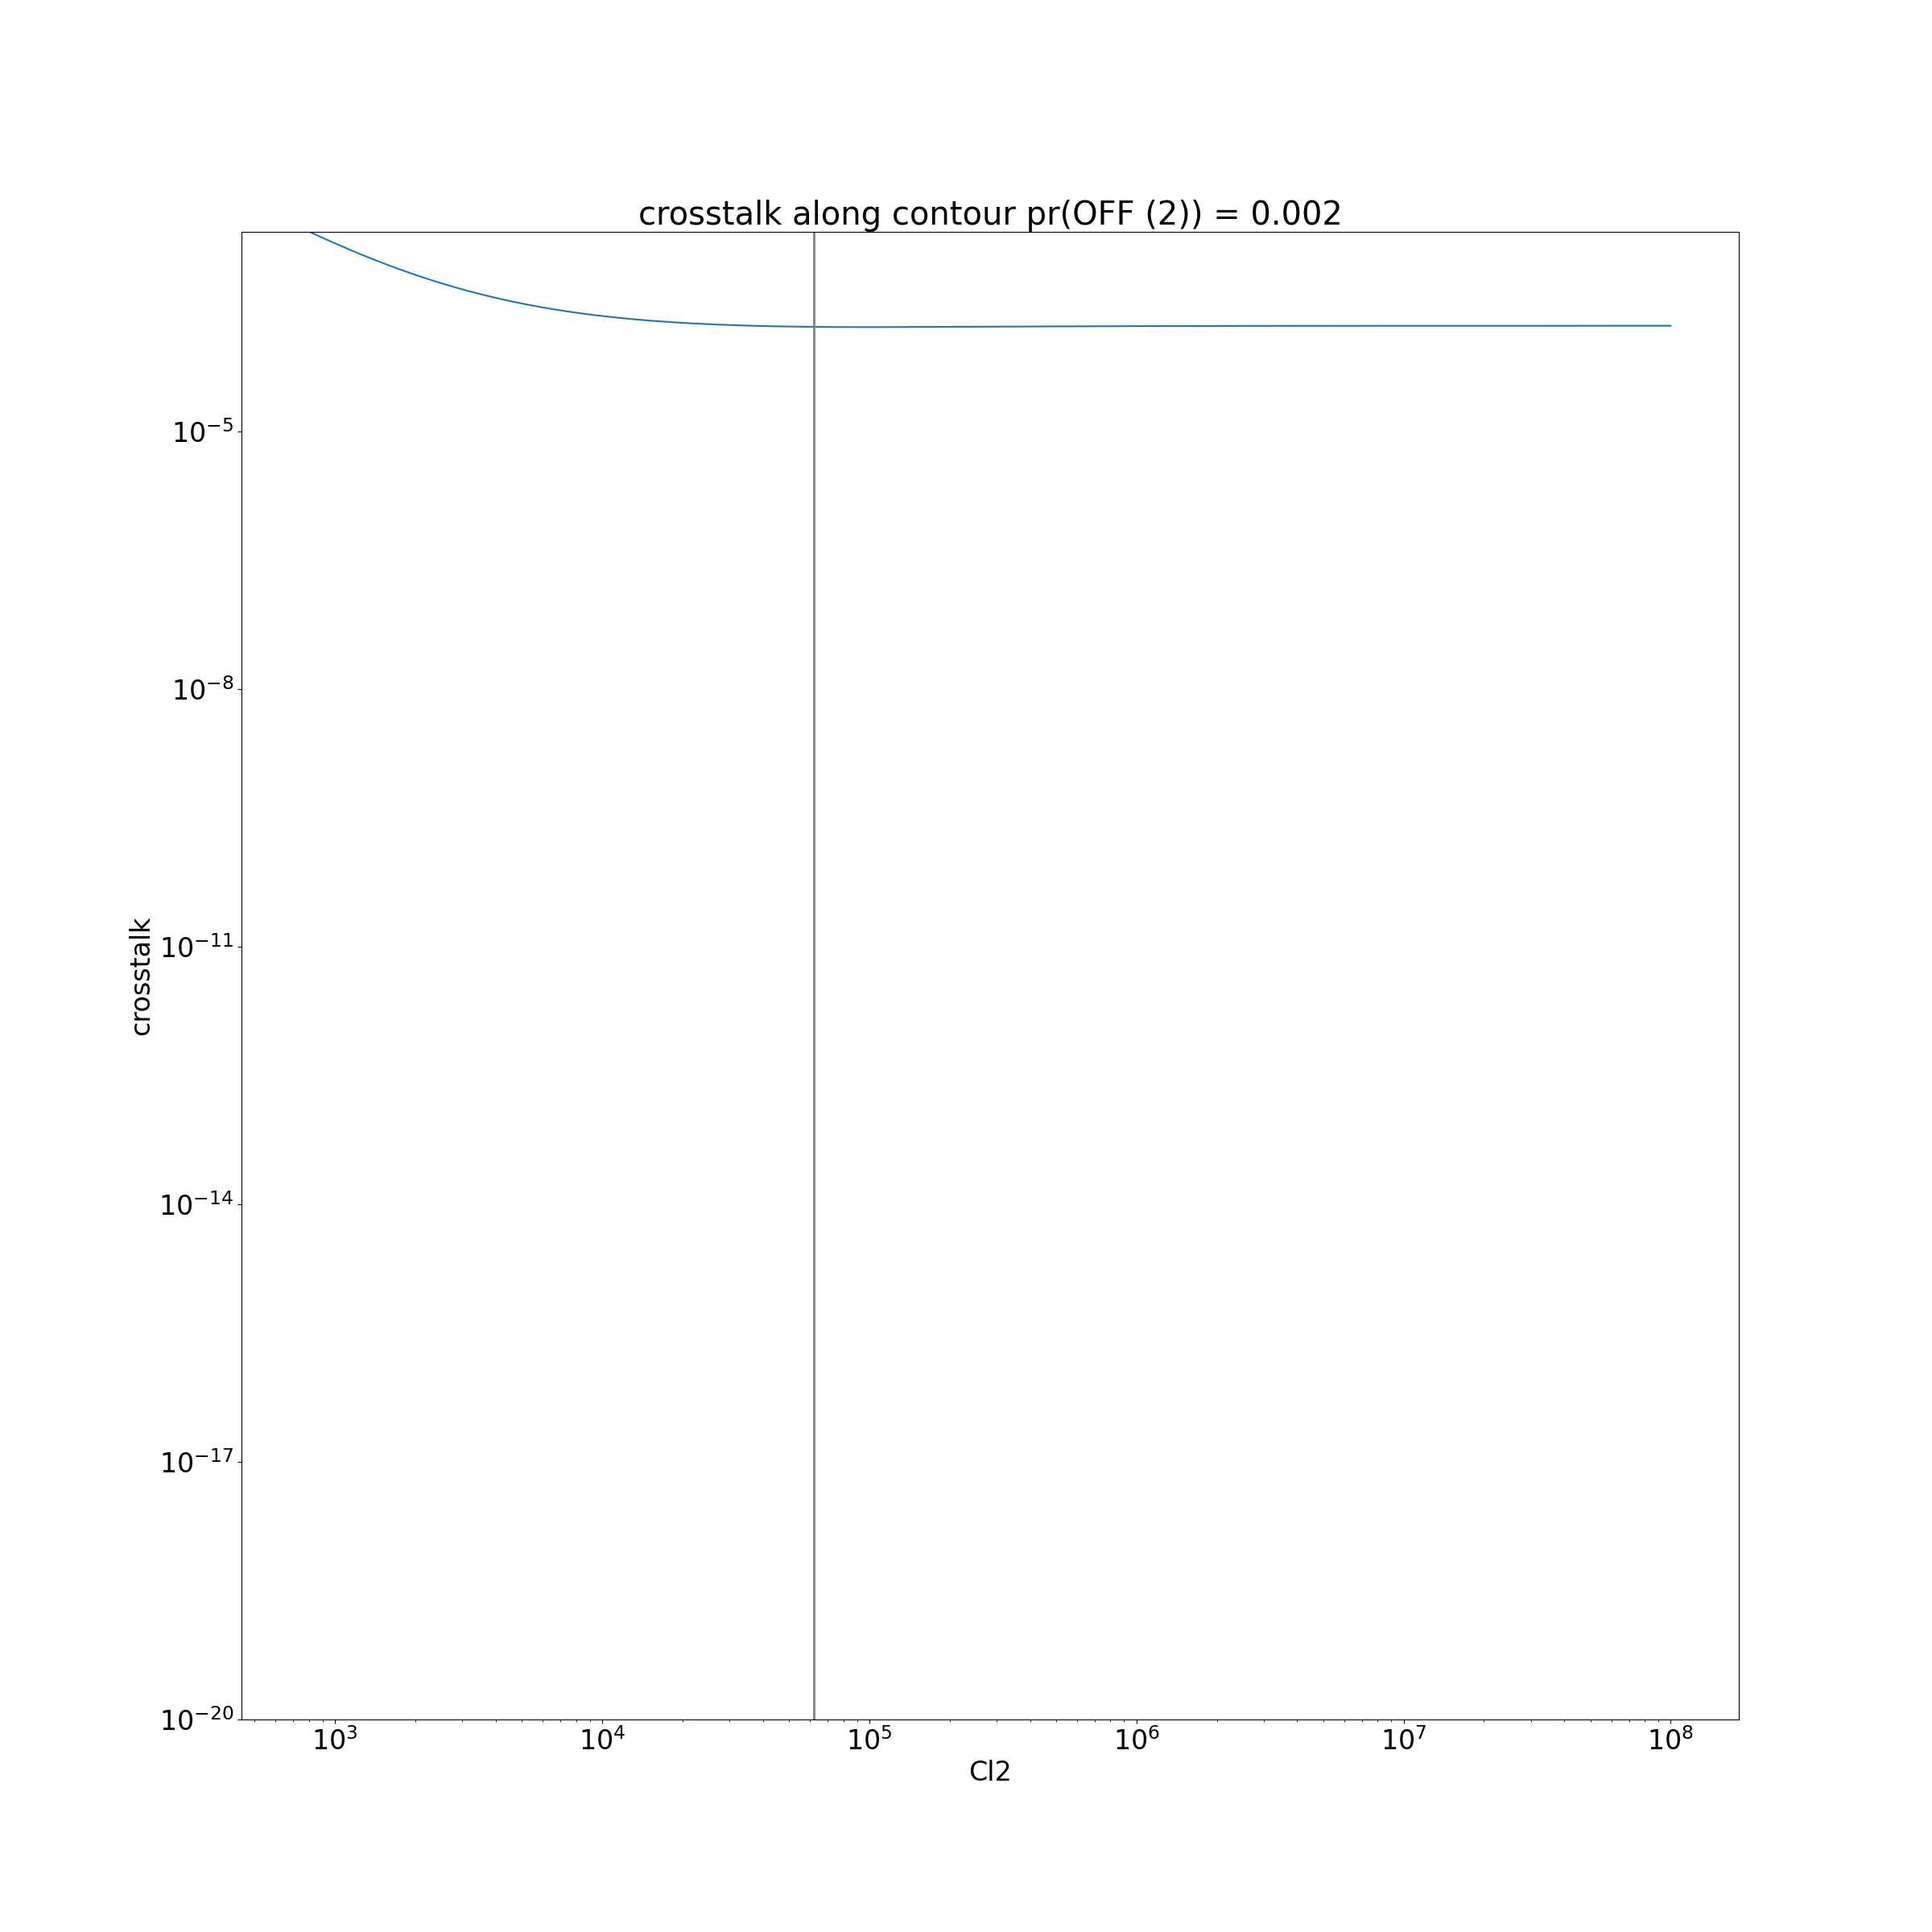 crosstalk along contour pr(OFF (2)) = 0.002
crosstalk
10⁻⁵
10⁻⁸
10⁻¹¹
10⁻¹⁴
10⁻¹⁷
10⁻²⁰
10³ 10⁴ 10⁵ 10⁶ 10⁷ 10⁸
Cl2